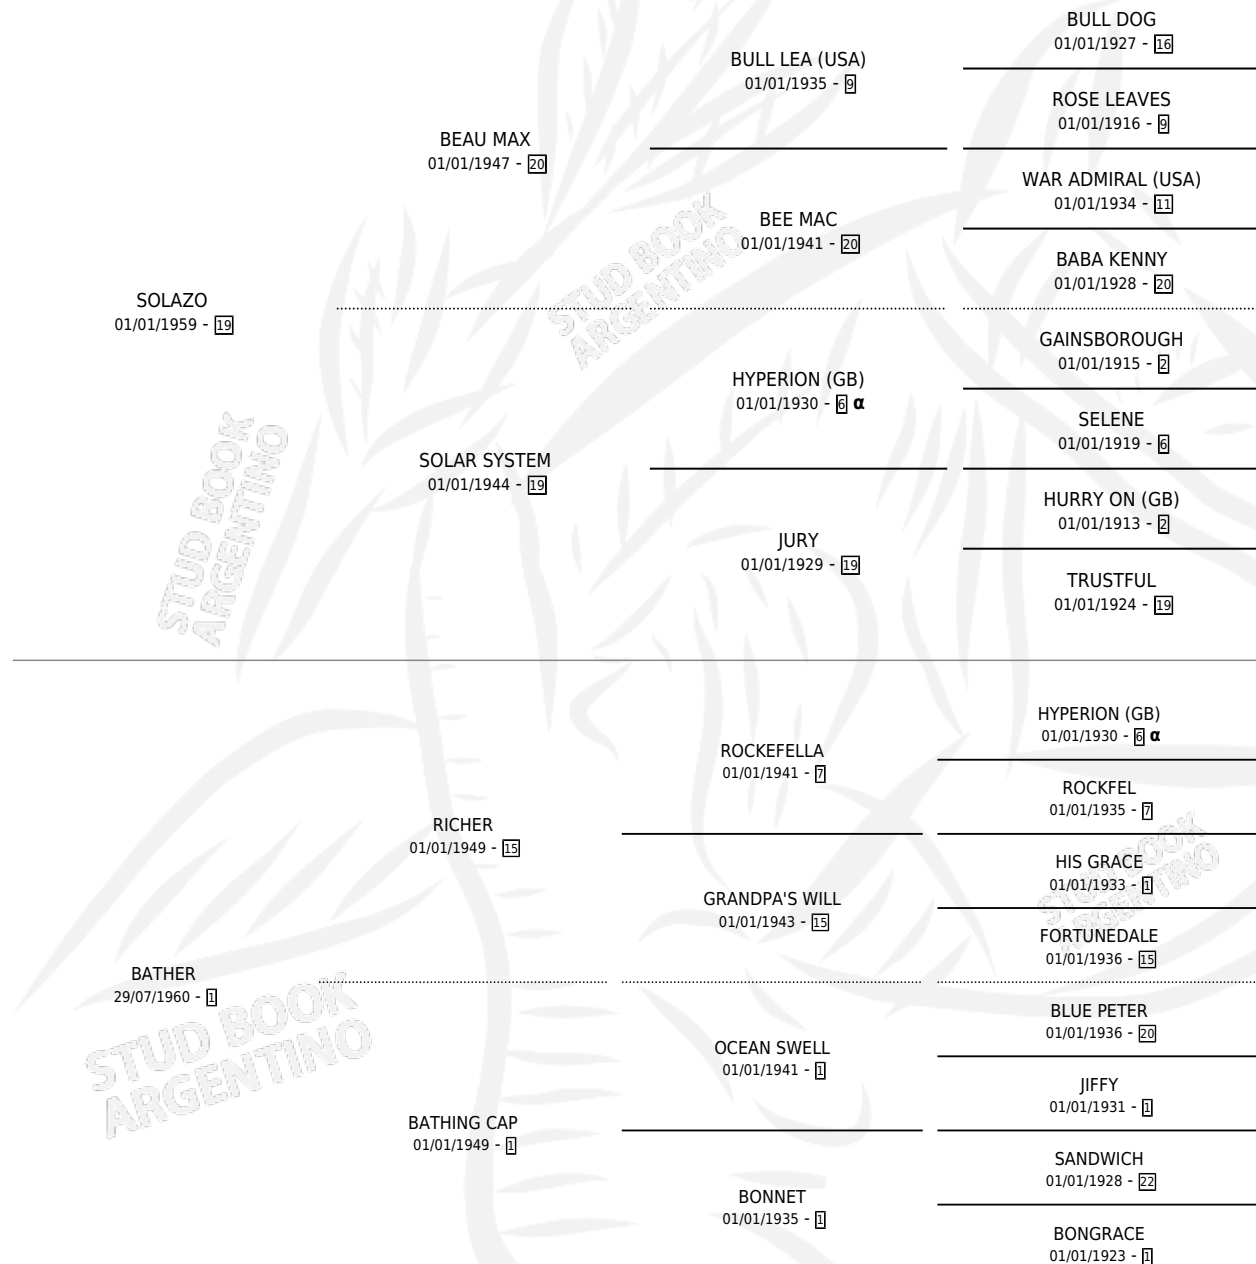 BULL DOG
01/01/1927 - 16
BULL LEA (USA)
01/01/1935 - 9
ROSE LEAVES
01/01/1916 - 9
BEAU MAX
01/01/1947 - 20
WAR ADMIRAL (USA)
01/01/1934 - 11
BEE MAC
01/01/1941 - 20
BABA KENNY
01/01/1928 - 20
STUD BOOK
ARGENTINO
SOLAZO
01/01/1959 - 19
GAINSBOROUGH
01/01/1915 - 2
HYPERION (GB)
01/01/1930 - 6 α
SELENE
01/01/1919 - 6
SOLAR SYSTEM
01/01/1944 - 19
HURRY ON (GB)
01/01/1913 - 2
JURY
01/01/1929 - 19
TRUSTFUL
01/01/1924 - 19
STUD BOOK
ARGENTINO
HYPERION (GB)
01/01/1930 - 6 α
ROCKEFELLA
01/01/1941 - 7
ROCKFEL
01/01/1935 - 7
RICHER
01/01/1949 - 15
HIS GRACE
01/01/1933 - 1
GRANDPA'S WILL
01/01/1943 - 15
FORTUNEDALE
01/01/1936 - 15
STUD BOOK
ARGENTINO
BATHER
29/07/1960 - 1
BLUE PETER
01/01/1936 - 20
OCEAN SWELL
01/01/1941 - 1
JIFFY
01/01/1931 - 1
STUD BOOK
ARGENTINO
BATHING CAP
01/01/1949 - 1
SANDWICH
01/01/1928 - 22
BONNET
01/01/1935 - 1
BONGRACE
01/01/1923 - 1